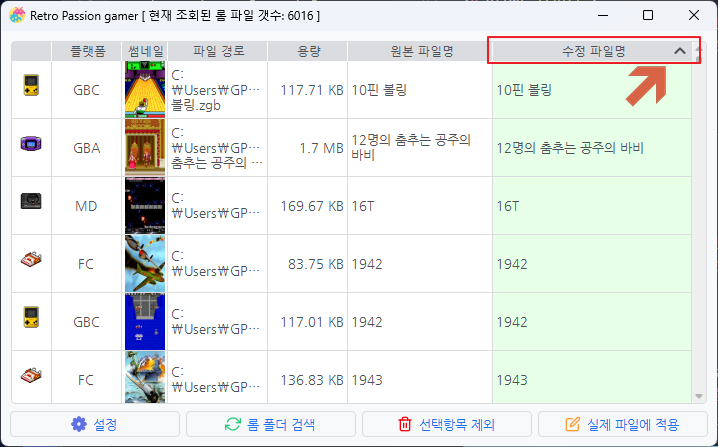 Retro Passion gamer [ 현재 조회된 롬 파일 갯수: 6016 ]
플랫폼 썸네일 파일 경로 용량 원본 파일명 수정 파일명
GBC C:
₩Users₩GP…
볼링.zgb 117.71 KB 10핀 볼링 10핀 볼링
GBA C:
₩Users₩GP…
춤추는 공주의 … 1.7 MB 12명의 춤추는 공주의
바비 12명의 춤추는 공주의 바비
MD C:
₩Users₩GP… 169.67 KB 16T 16T
FC C:
₩Users₩GP… 83.75 KB 1942 1942
GBC C:
₩Users₩GP… 117.01 KB 1942 1942
FC C:
₩Users₩GP… 136.83 KB 1943 1943
설정 롬 폴더 검색 선택항목 제외 실제 파일에 적용